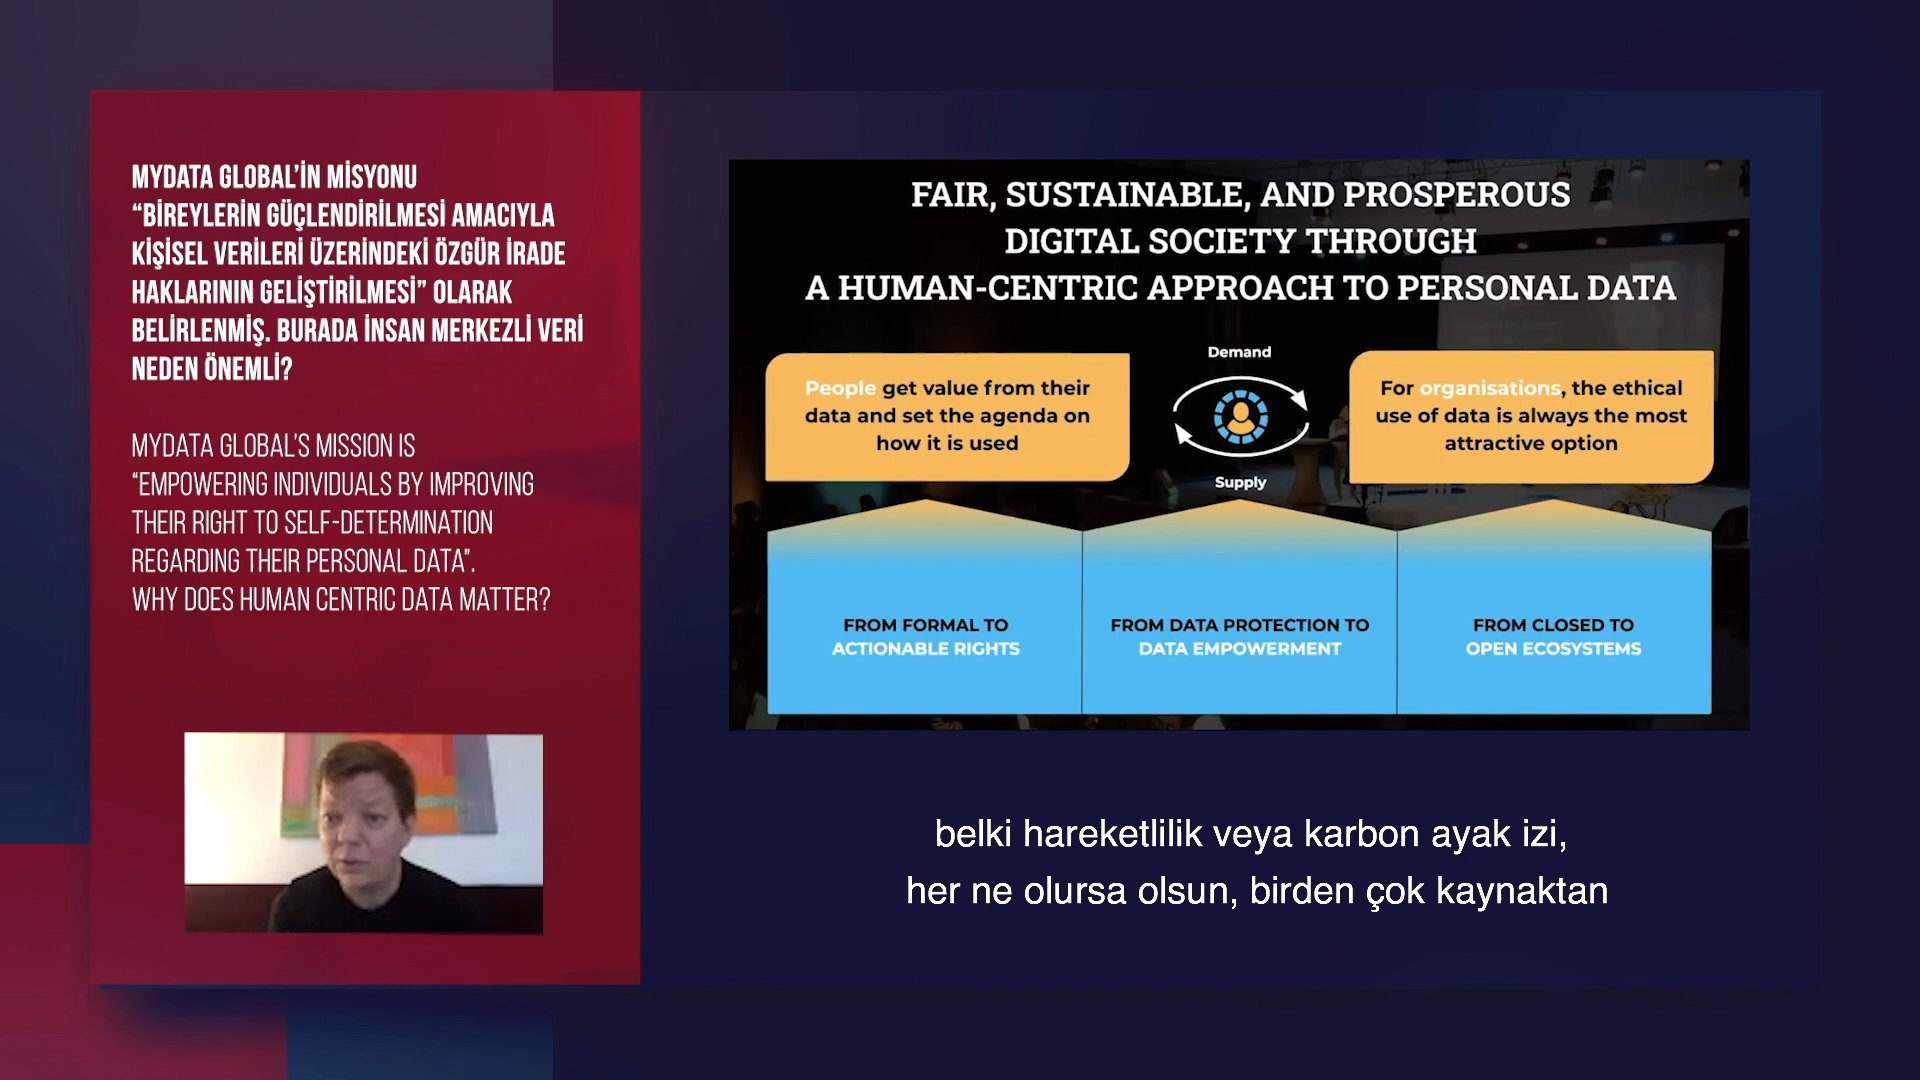 MYDATA GLOBAL'İN MİSYONU
“BİREYLERİN GÜÇLENDİRİLMESİ AMACIYLA
KİŞİSEL VERİLERİ ÜZERİNDEKİ ÖZGÜR İRADE
HAKLARININ GELİŞTİRİLMESİ” OLARAK
BELİRLENMİŞ. BURADA İNSAN MERKEZLİ VERİ
NEDEN ÖNEMLİ?
MYDATA GLOBAL'S MISSION IS
“EMPOWERING INDIVIDUALS BY IMPROVING
THEIR RIGHT TO SELF-DETERMINATION
REGARDING THEIR PERSONAL DATA”.
WHY DOES HUMAN CENTRIC DATA MATTER?
FAIR, SUSTAINABLE, AND PROSPEROUS
DIGITAL SOCIETY THROUGH
A HUMAN-CENTRIC APPROACH TO PERSONAL DATA
People get value from their
data and set the agenda on
how it is used
Demand
Supply
For organisations, the ethical
use of data is always the most
attractive option
FROM FORMAL TO
ACTIONABLE RIGHTS
FROM DATA PROTECTION TO
DATA EMPOWERMENT
FROM CLOSED TO
OPEN ECOSYSTEMS
belki hareketlilik veya karbon ayak izi,
her ne olursa olsun, birden çok kaynaktan